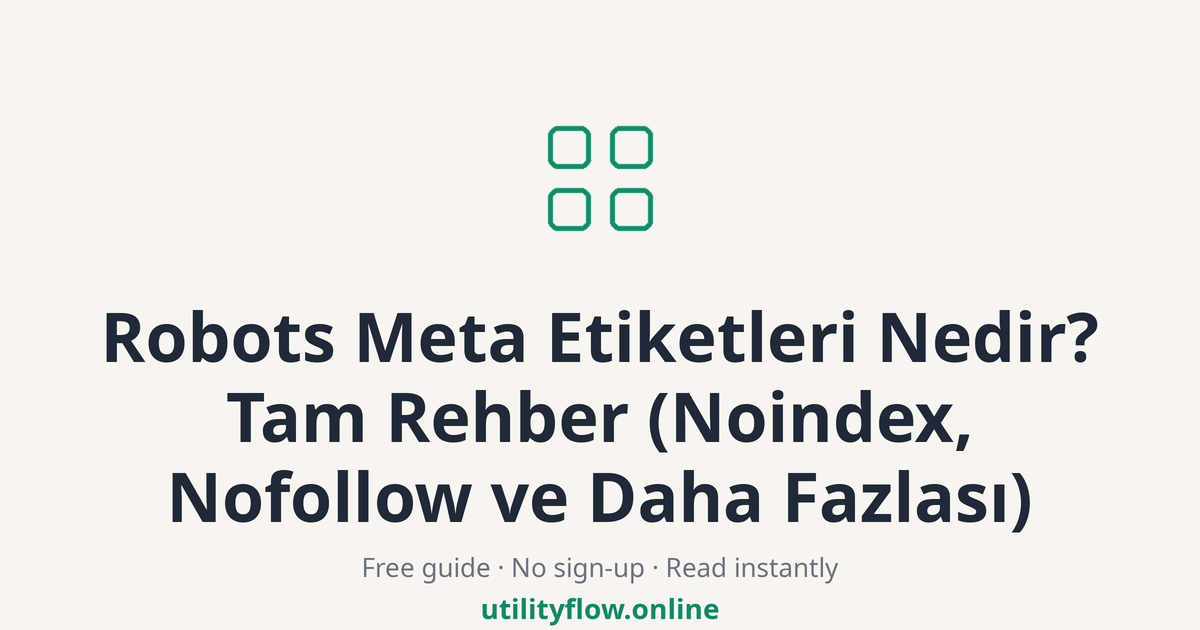 Robots Meta Etiketleri Nedir?
Tam Rehber (Noindex,
Nofollow ve Daha Fazlası)
Free guide · No sign-up · Read instantly
utilityflow.online